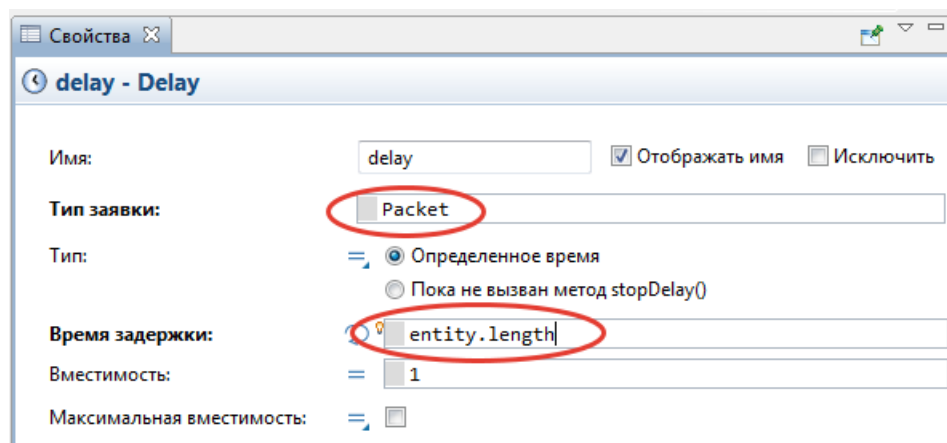 Свойства
delay - Delay
Имя: delay Отображать имя Исключить
Тип заявки: Packet
Тип: Определенное время
Пока не вызван метод stopDelay()
Время задержки: entity.length
Вместимость: 1
Максимальная вместимость: